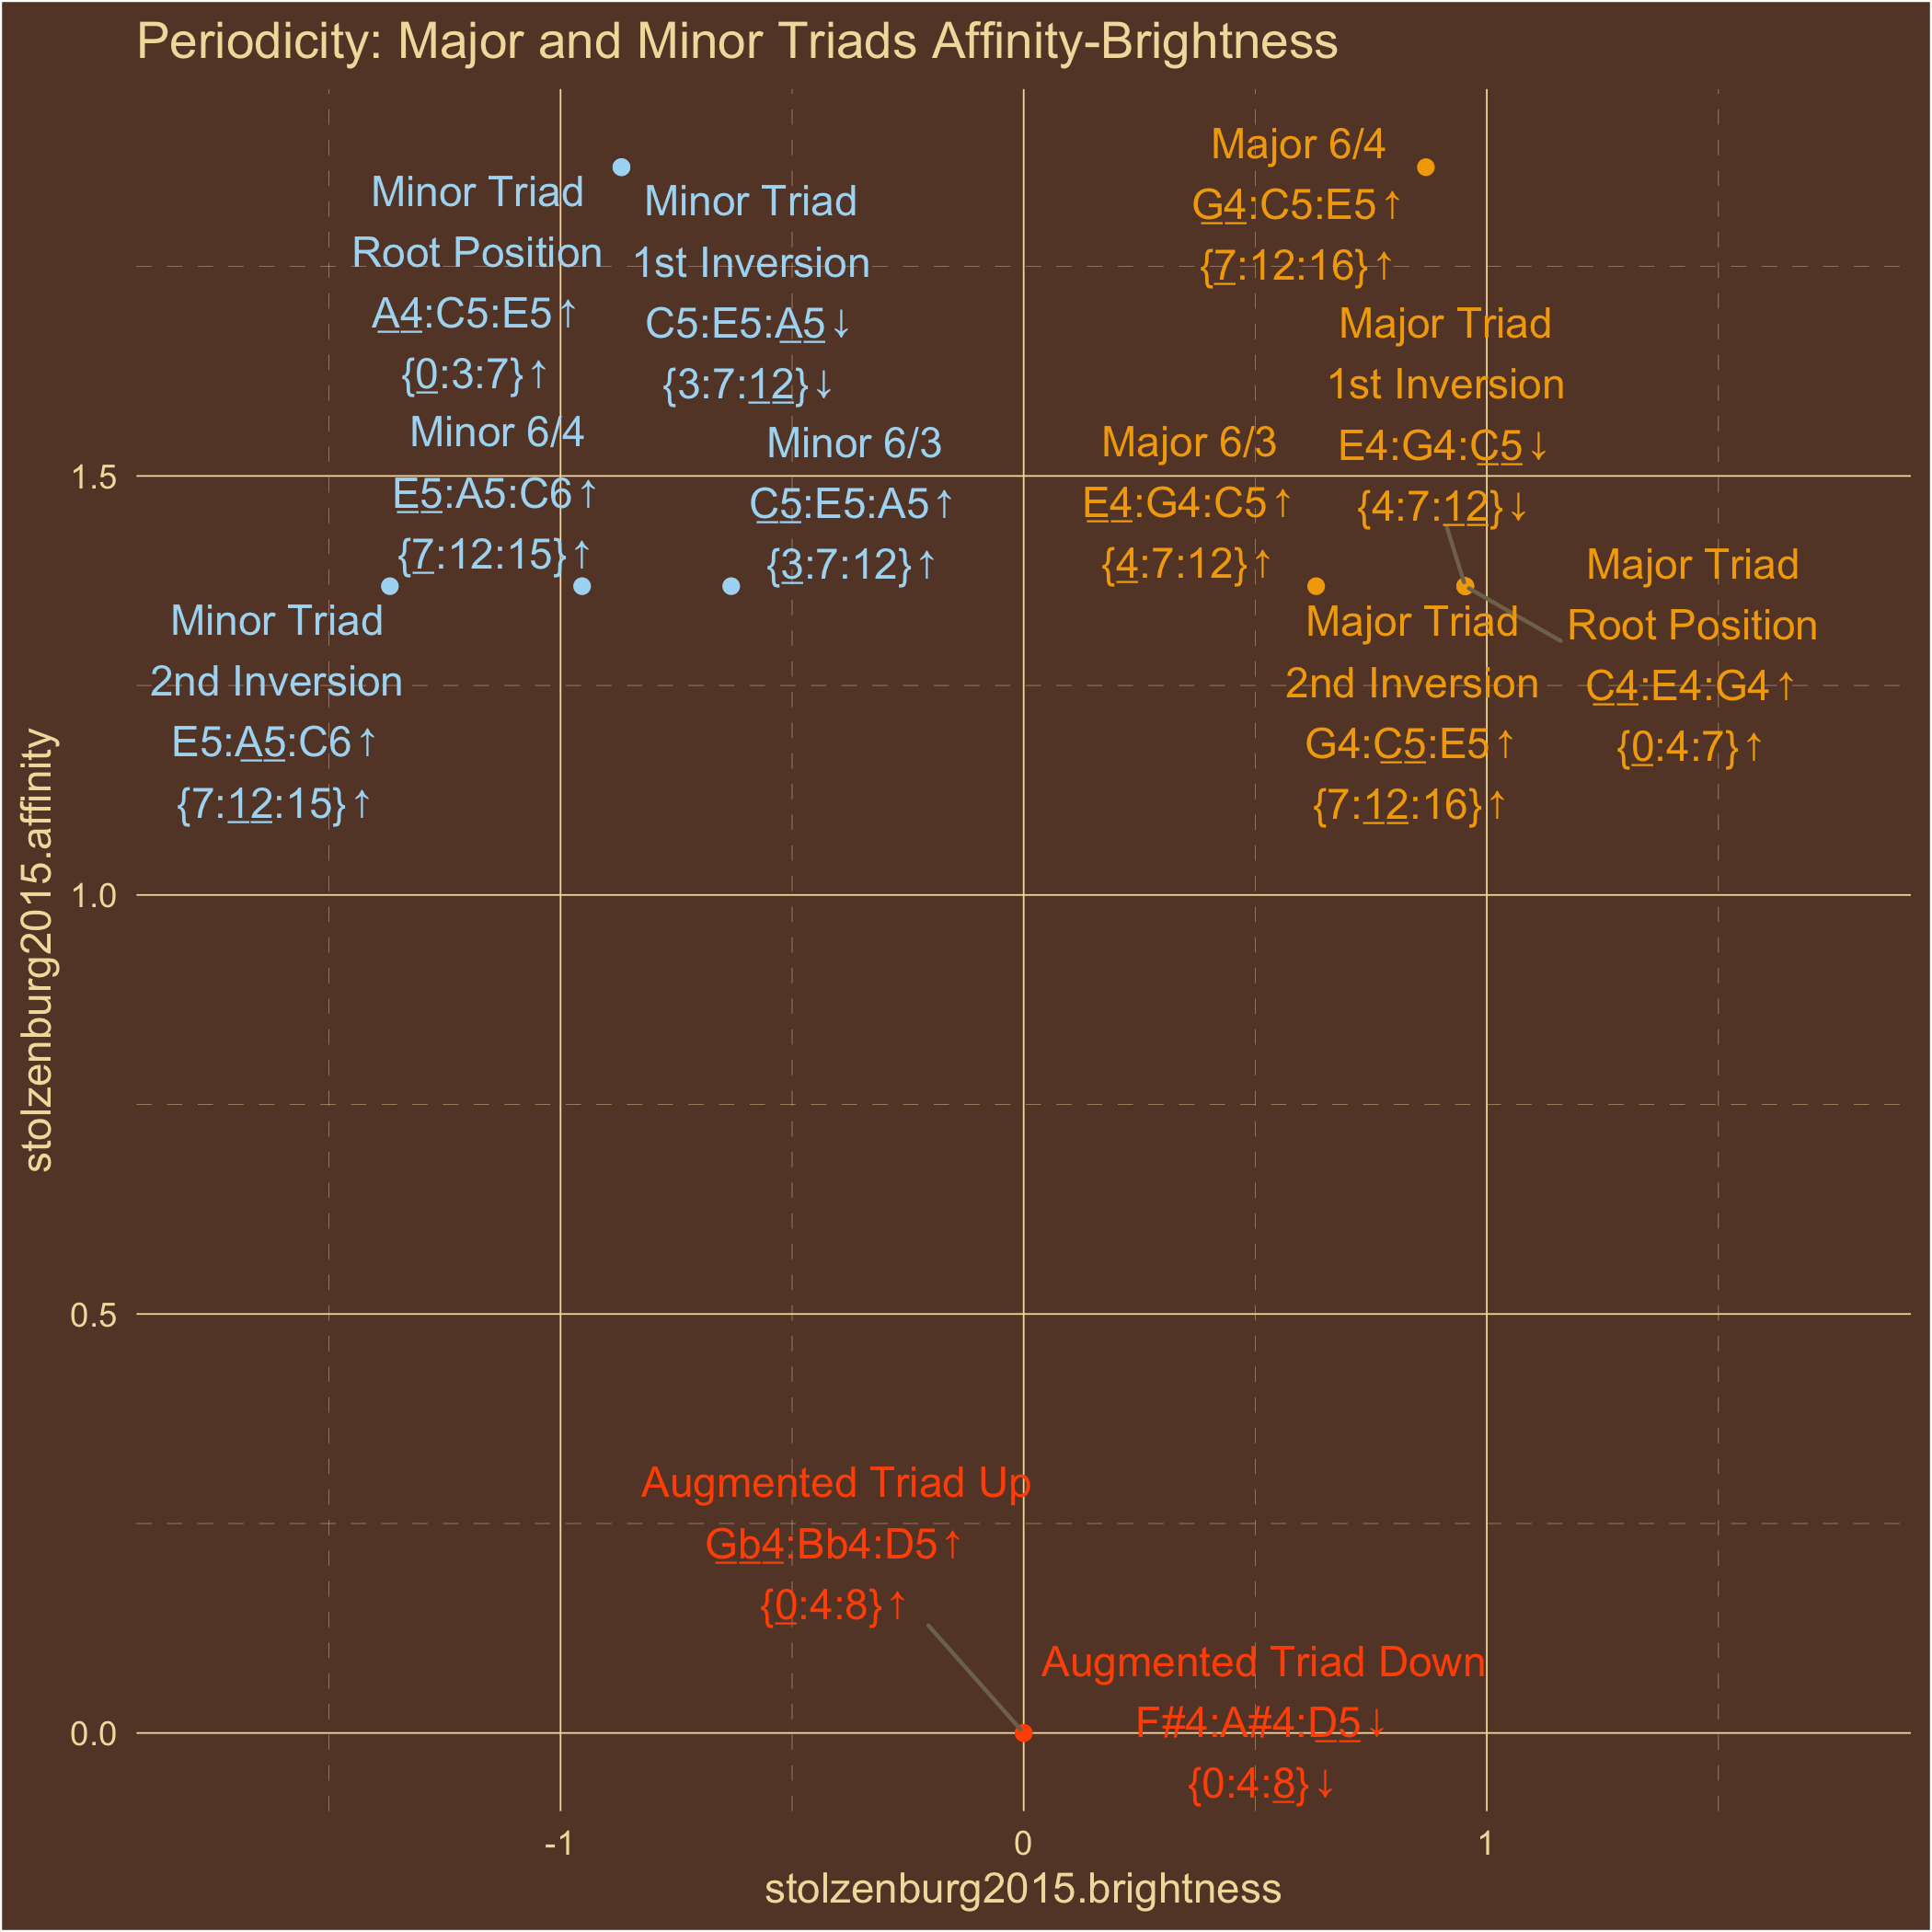 Periodicity: Major and Minor Triads Affinity-Brightness
Major 6/4
G4:C5:E5↑
{7:12:16}↑
Minor Triad
Root Position
A4:C5:E5↑
{0:3:7}↑
Minor Triad
1st Inversion
C5:E5:A5↓
{3:7:12}↓
Major Triad
1st Inversion
E4:G4:C5↓
{4:7:12}↓
Minor 6/4
E5:A5:C6↑
{7:12:15}↑
Minor 6/3
C5:E5:A5↑
{3:7:12}↑
Major 6/3
E4:G4:C5↑
{4:7:12}↑
Major Triad
Root Position
C4:E4:G4↑
{0:4:7}↑
Minor Triad
2nd Inversion
E5:A5:C6↑
{7:12:15}↑
Major Triad
2nd Inversion
G4:C5:E5↑
{7:12:16}↑
Augmented Triad Up
Gb4:Bb4:D5↑
{0:4:8}↑
Augmented Triad Down
F#4:A#4:D5↓
{0:4:8}↓
stolzenburg2015.affinity
1.5
1.0
0.5
0.0
-1
0
1
stolzenburg2015.brightness